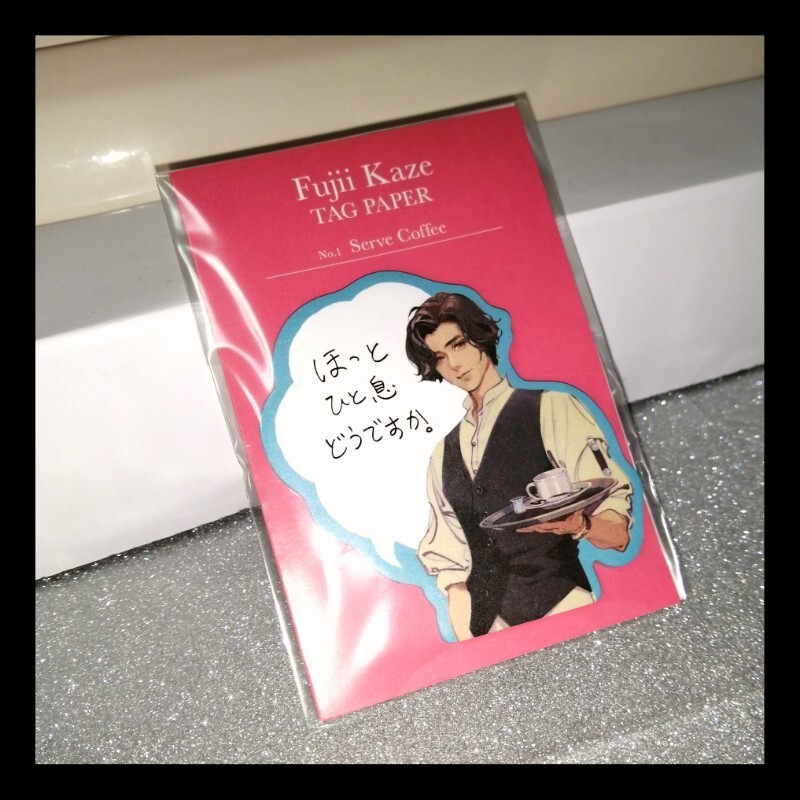 Fujii Kaze
TAG PAPER
No.1 Serve Coffee
ほっと
ひと息
どうですか。